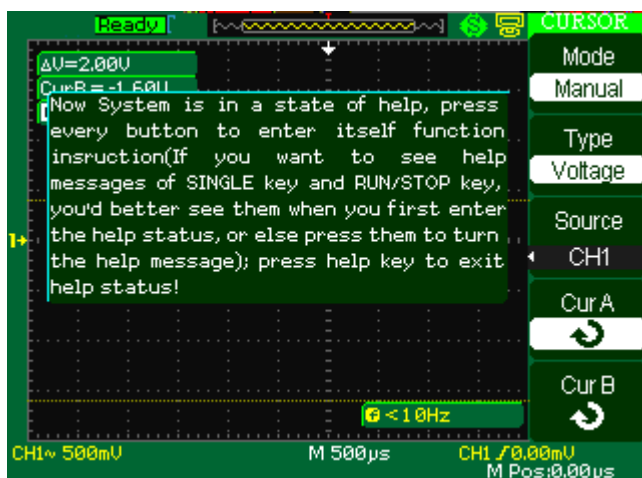 Ready
CURSOR
ΔV=2.00V
CurB=-1.60V
Now System is in a state of help, press
every button to enter itself function
insruction(If you want to see help
messages of SINGLE key and RUN/STOP key,
you'd better see them when you first enter
the help status, or else press them to turn
the help message); press help key to exit
help status!
Mode
Manual
Type
Voltage
Source
CH1
Cur A
Cur B
1
<10Hz
CH1~ 500mV
M 500µs
CH1 /0.00mV
M Pos:0.00µs